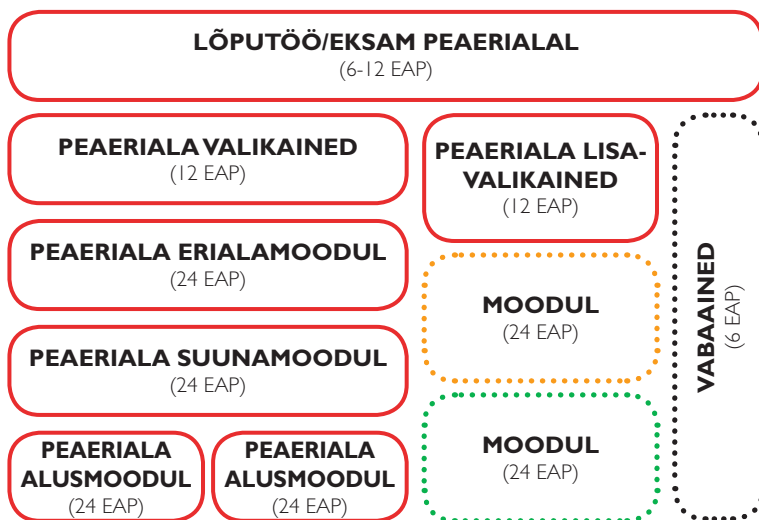 LÕPUTÖÖ/EKSAM PEAERIALAL
(6-12 EAP)
PEAERIALA VALIKAINED
(12 EAP)
PEAERIALA LISA-
VALIKAINED
(12 EAP)
PEAERIALA ERIALAMOODUL
(24 EAP)
MOODUL
(24 EAP)
PEAERIALA SUUNAMOODUL
(24 EAP)
PEAERIALA
ALUSMOODUL
(24 EAP)
PEAERIALA
ALUSMOODUL
(24 EAP)
MOODUL
(24 EAP)
VABAAINED
(6 EAP)